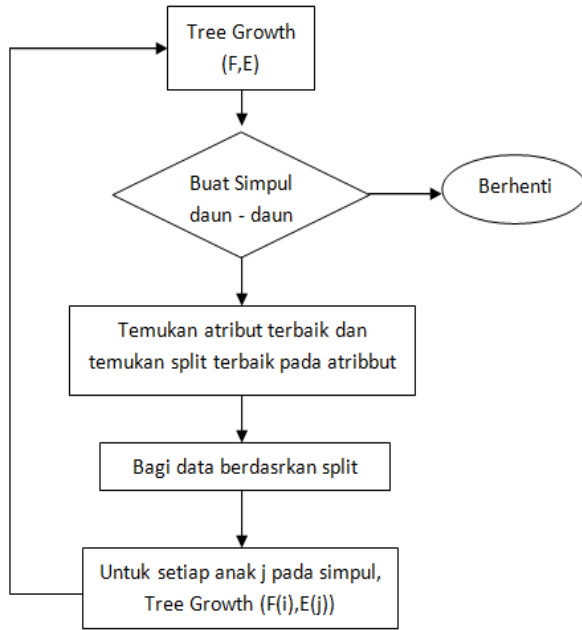 Tree Growth
(F,E)
Buat Simpul
daun - daun
Berhenti
Temukan atribut terbaik dan
temukan split terbaik pada atribbut
Bagi data berdasrkan split
Untuk setiap anak j pada simpul,
Tree Growth (F(i),E(j))